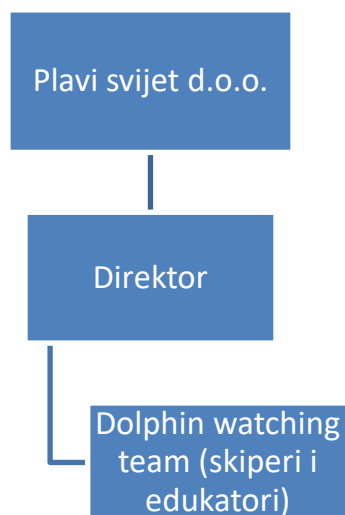 Plavi svijet d.o.o.
Direktor
Dolphin watching
team (skiperi i
edukatori)